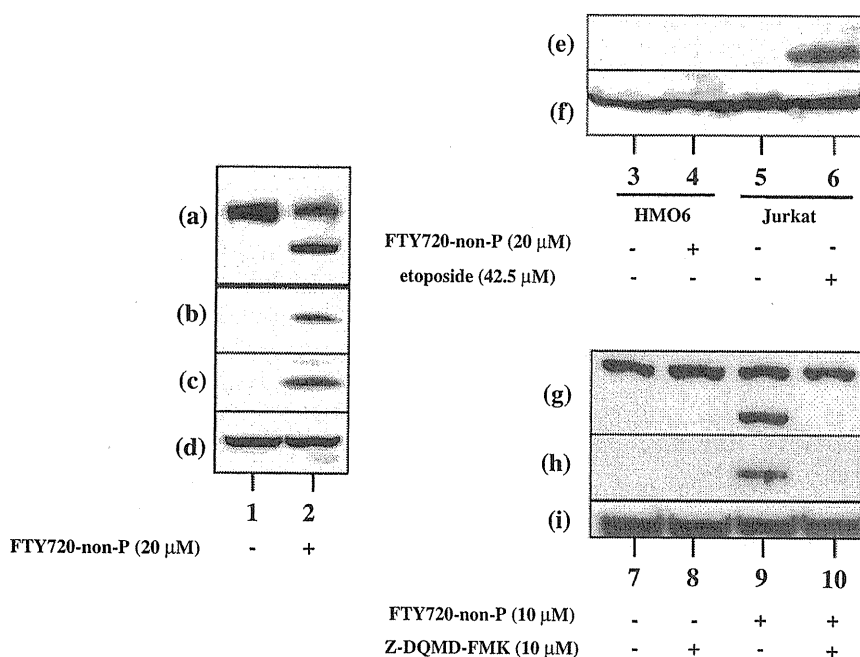 (a)
(b)
(c)
(d)
1 2
FTY720-non-P (20 μM) - +
(e)
(f)
3 4 5 6
HMO6 Jurkat
FTY720-non-P (20 μM) - + - -
etoposide (42.5 μM) - - - +
(g)
(h)
(i)
7 8 9 10
FTY720-non-P (10 μM) - - + +
Z-DQMD-FMK (10 μM) - + - +